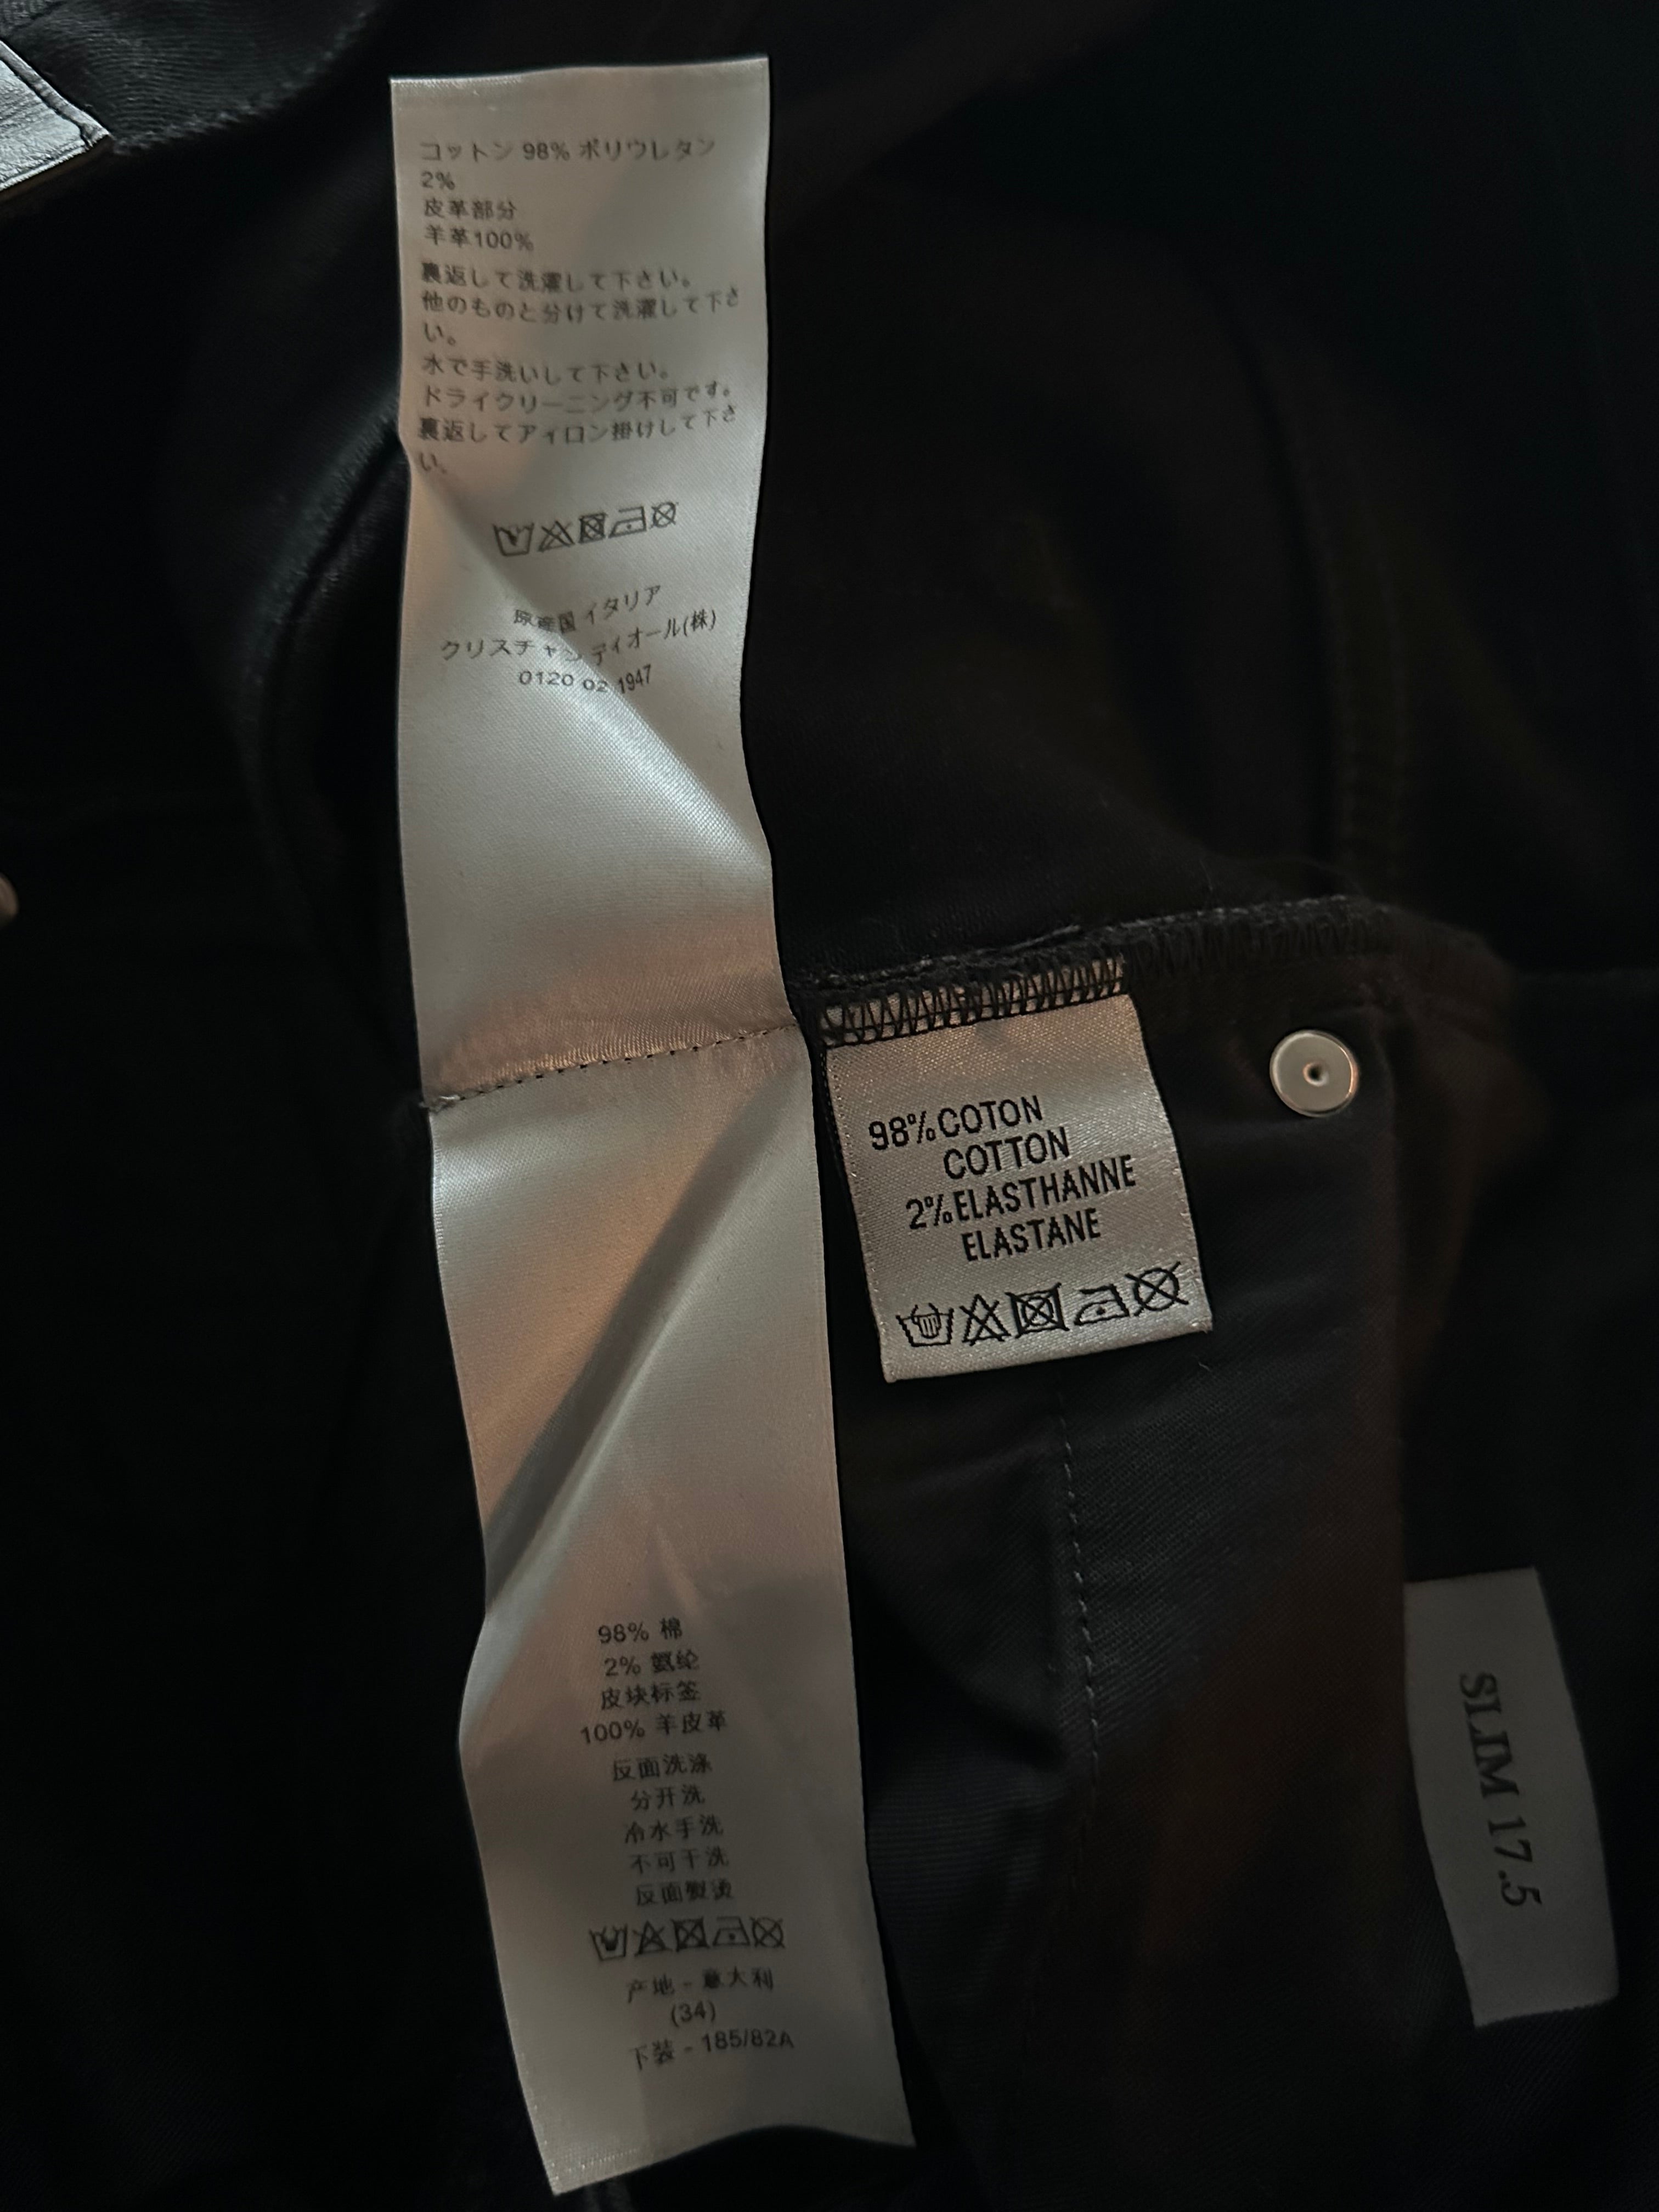 コットン 98% ポリウレタン
2%
皮革部分
羊革100%
裏返して洗濯して下さい。
他のものと分けて洗濯して下さ
い。
水で手洗いして下さい。
ドライクリーニング不可です。
裏返してアイロン掛けして下さ
い.
原産国 イタリア
クリスチャン ディオール(株)
0120 02 1947
98% COTON
COTTON
2% ELASTHANNE
ELASTANE
98% 棉
2% 氨纶
皮块标签
100% 羊皮革
反面洗涤
分开洗
冷水手洗
不可干洗
反面熨烫
产地 - 意大利
(34)
下装 - 185/82A
SLIM 17.5